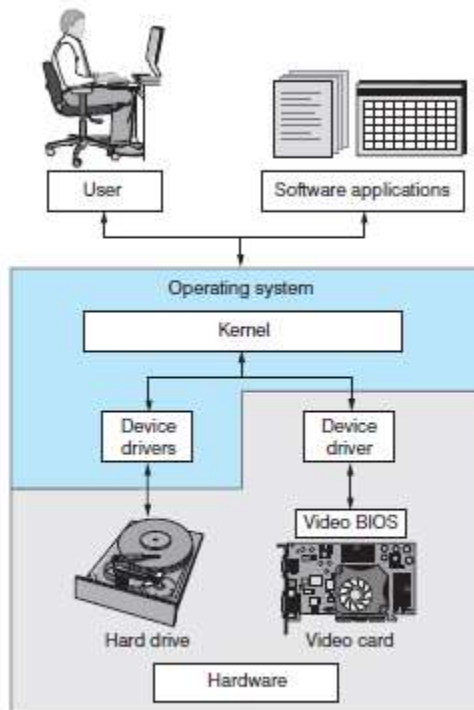 User
Software applications
Operating system
Kernel
Device
drivers
Device
driver
Video BIOS
Hard drive
Video card
Hardware